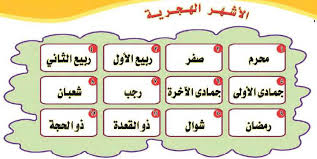 الأشهر الهجرية
محرم صفر ربيع الأول ربيع الثاني
جمادى الأولى جمادى الآخرة رجب شعبان
رمضان شوال ذو القعدة ذو الحجة